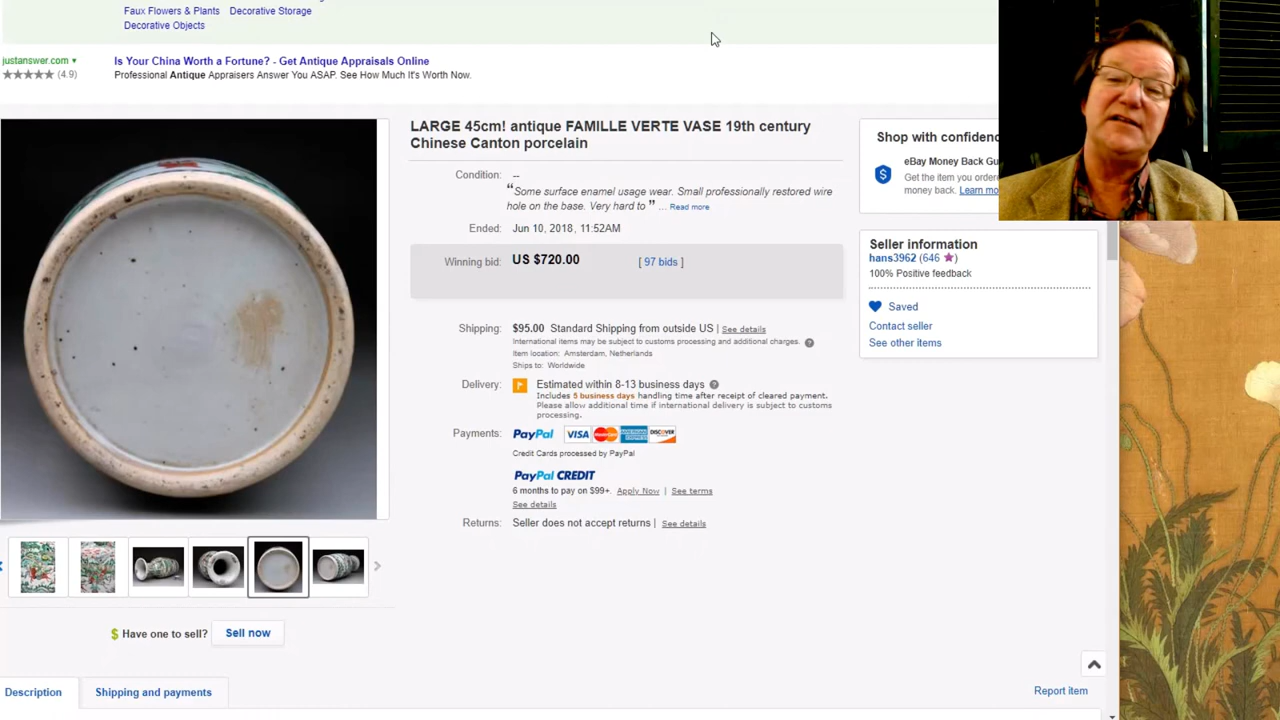 Faux Flowers & Plants Decorative Storage
Decorative Objects
justanswer.com ▾ Is Your China Worth a Fortune? - Get Antique Appraisals Online
★★★★★ (4.9) Professional Antique Appraisers Answer You ASAP. See How Much It's Worth Now.
LARGE 45cm! antique FAMILLE VERTE VASE 19th century
Chinese Canton porcelain
Condition: --
"Some surface enamel usage wear. Small professionally restored wire
hole on the base. Very hard to " ... Read more
Ended: Jun 10, 2018, 11:52AM
Winning bid: US $720.00 [ 97 bids ]
Shipping: $95.00 Standard Shipping from outside US | See details
International items may be subject to customs processing and additional charges.
Item location: Amsterdam, Netherlands
Ships to: Worldwide
Delivery: Estimated within 8-13 business days
Includes 5 business days handling time after receipt of cleared payment.
Please allow additional time if international delivery is subject to customs
processing.
Payments: PayPal VISA MasterCard DISCOVER
Credit Cards processed by PayPal
PayPal CREDIT
6 months to pay on $99+. Apply Now | See terms
See details
Returns: Seller does not accept returns | See details
Shop with confidenc
eBay Money Back Gu
Get the item you ordere
money back. Learn mo
Seller information
hans3962 (646 ★)
100% Positive feedback
Saved
Contact seller
See other items
$ Have one to sell? Sell now
Description Shipping and payments
Report item